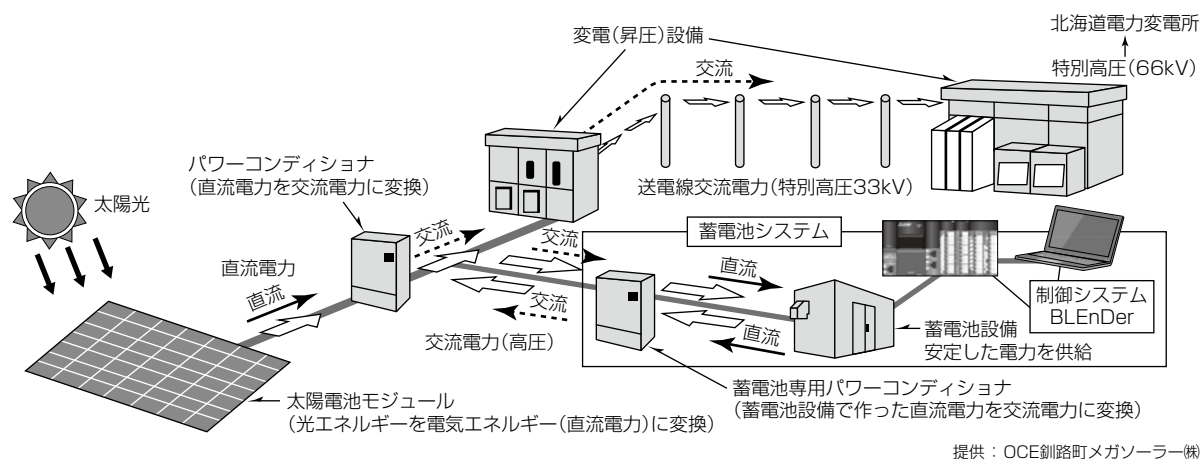 北海道電力変電所
変電(昇圧)設備
特別高圧(66kV)
交流
パワーコンディショナ
(直流電力を交流電力に変換)
送電線交流電力(特別高圧33kV)
太陽光
交流
交流
蓄電池システム
直流電力
直流
直流
制御システム
BLEnDer
交流
直流
交流電力(高圧)
蓄電池設備
安定した電力を供給
蓄電池専用パワーコンディショナ
(蓄電池設備で作った直流電力を交流電力に変換)
太陽電池モジュール
(光エネルギーを電気エネルギー(直流電力)に変換)
提供：OCE釧路町メガソーラー㈱